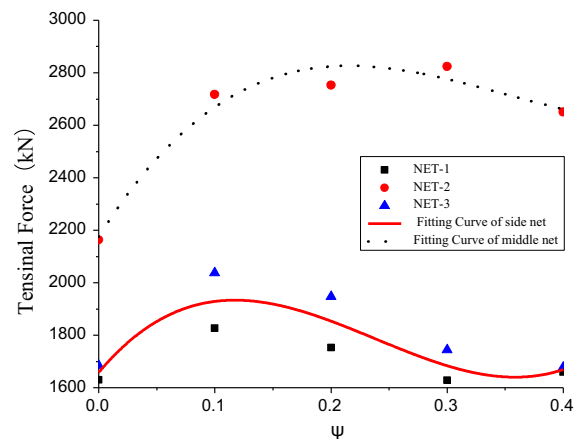 3000
2800
2600
2400
2200
2000
1800
1600
Tensinal Force (kN)
NET-1
NET-2
NET-3
Fitting Curve of side net
Fitting Curve of middle net
0.0 0.1 0.2 0.3 0.4
Ψ